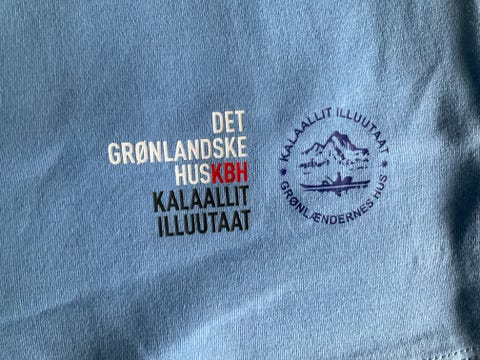 DET
GRØNLANDSKE
HUSKBH
KALAALLIT
ILLUUTAAT
KALAALLIT ILLUUTAAT
GRØNLÆNDERNES HUS